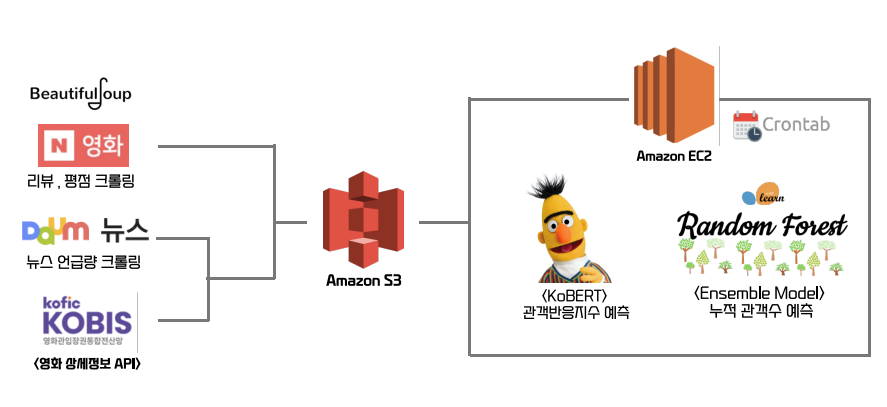 BeautifulSoup
N 영화
리뷰 , 평점 크롤링
Daum 뉴스
뉴스 언급량 크롤링
kofic
KOBIS
영화관입장권통합전산망
<영화 상세정보 API>
Amazon S3
Amazon EC2
Crontab
<KoBERT>
관객반응지수 예측
learn
Random Forest
<Ensemble Model>
누적 관객수 예측